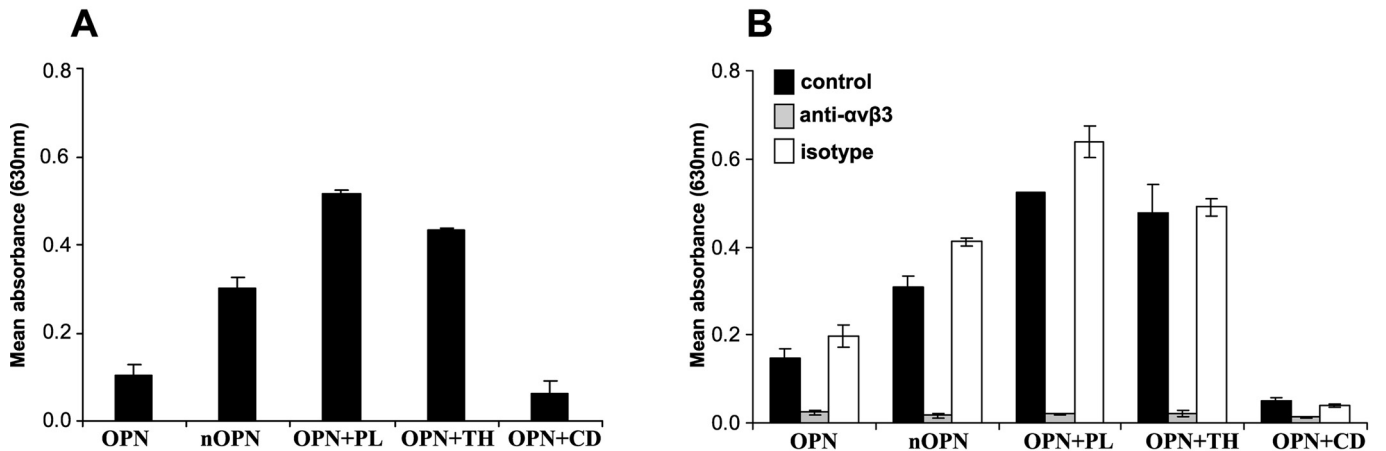 A
Mean absorbance (630nm)
0.8
0.6
0.4
0.2
0.0
OPN nOPN OPN+PL OPN+TH OPN+CD
B
Mean absorbance (630nm)
0.8
0.6
0.4
0.2
0.0
control
anti-αvβ3
isotype
OPN nOPN OPN+PL OPN+TH OPN+CD